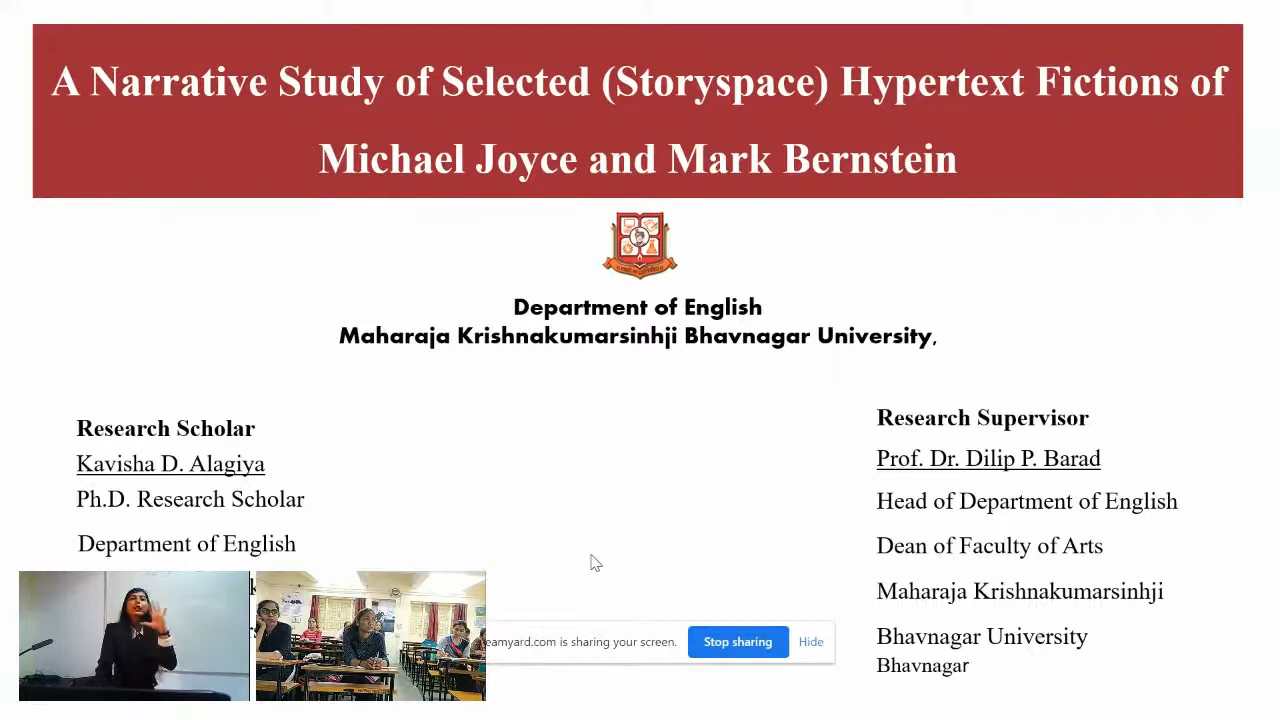 A Narrative Study of Selected (Storyspace) Hypertext Fictions of
Michael Joyce and Mark Bernstein
Department of English
Maharaja Krishnakumarsinhji Bhavnagar University,
Research Scholar
Kavisha D. Alagiya
Ph.D. Research Scholar
Department of English
Research Supervisor
Prof. Dr. Dilip P. Barad
Head of Department of English
Dean of Faculty of Arts
Maharaja Krishnakumarsinhji
Bhavnagar University
Bhavnagar
is sharing your screen.
Stop sharing
Hide